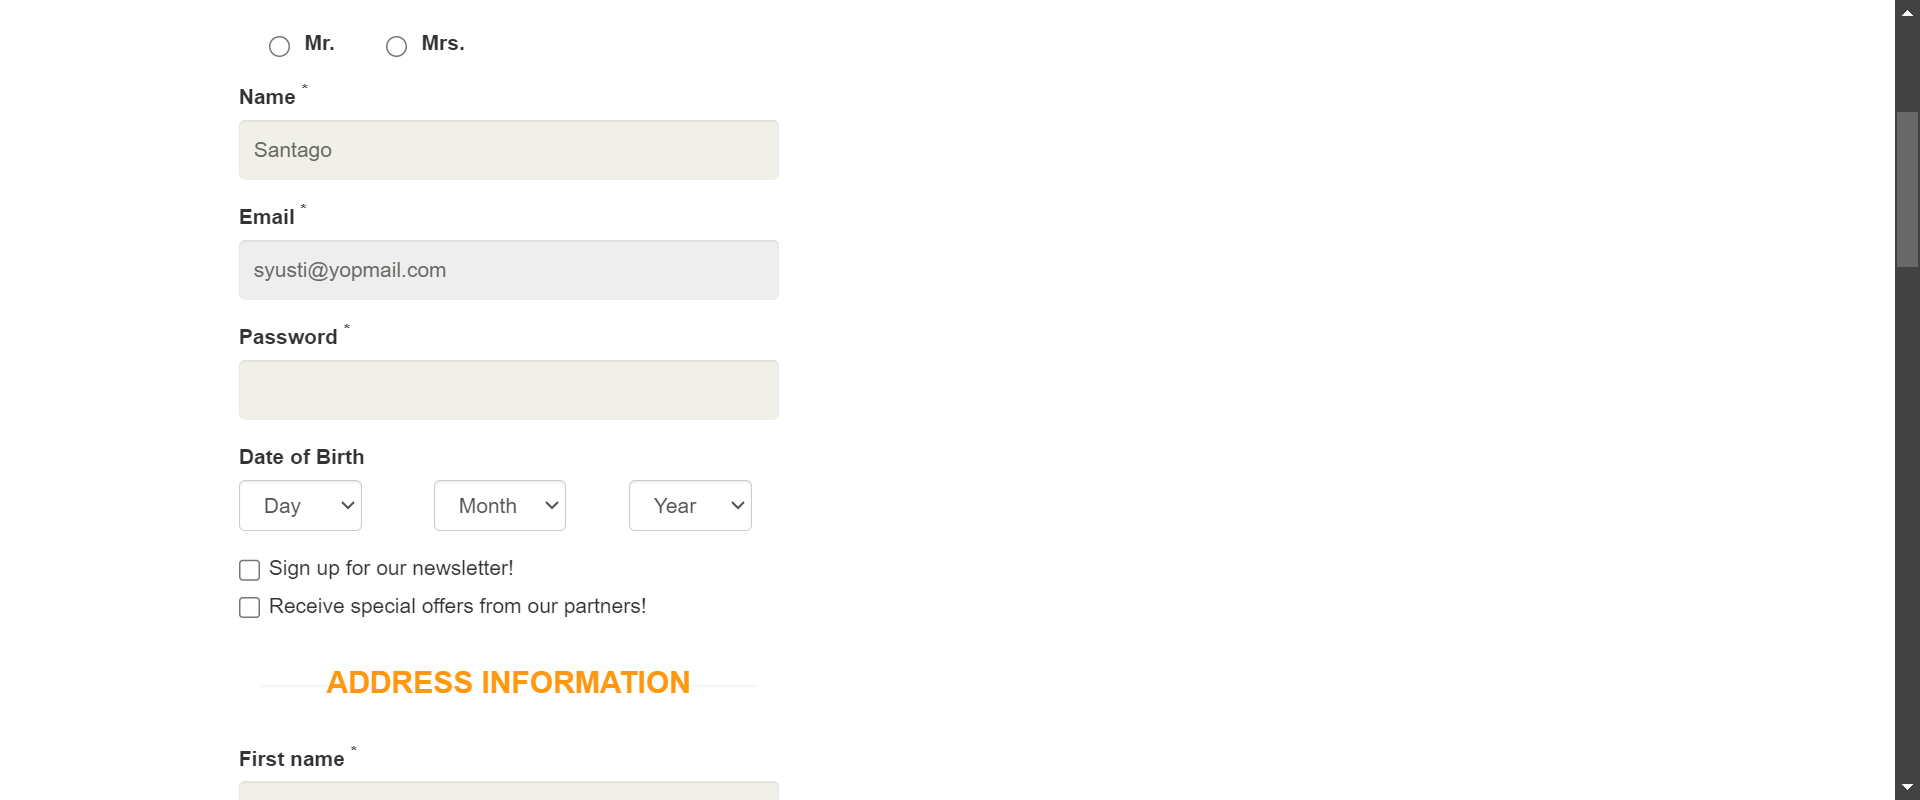 Mr. Mrs.
Name *
Santago
Email *
syusti@yopmail.com
Password *
Date of Birth
Day Month Year
Sign up for our newsletter!
Receive special offers from our partners!
ADDRESS INFORMATION
First name *